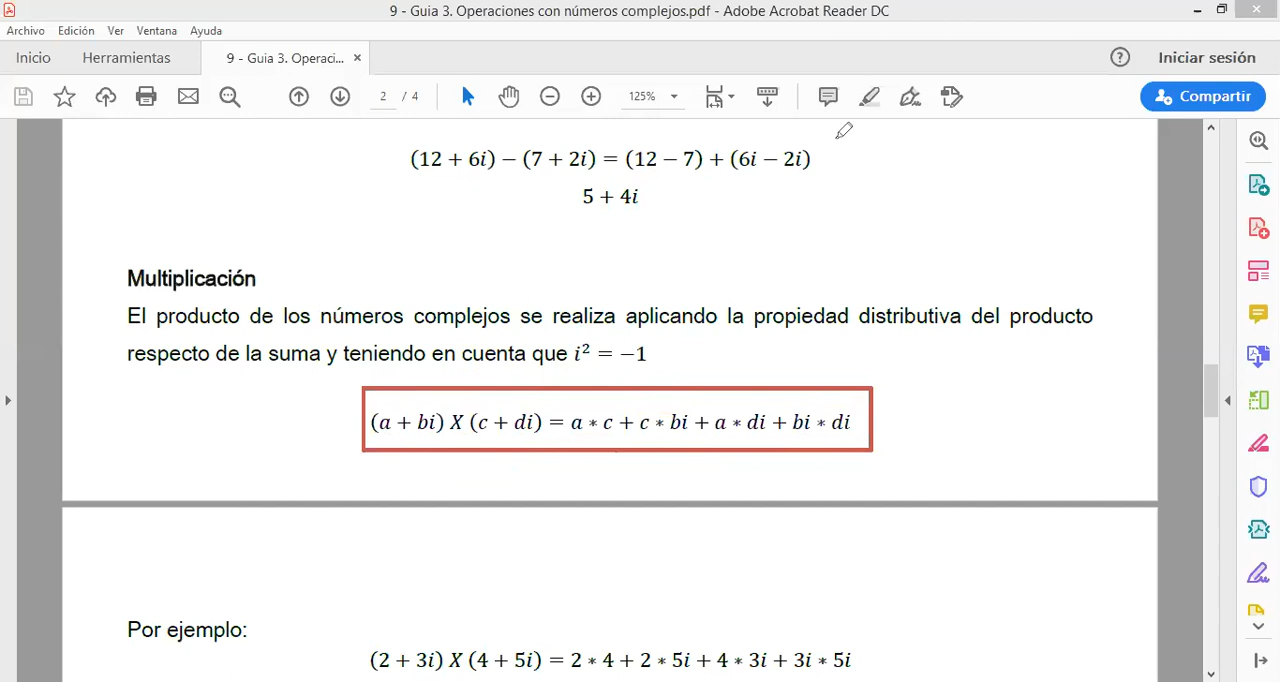 9 - Guia 3. Operaciones con números complejos.pdf - Adobe Acrobat Reader DC
Archivo Edición Ver Ventana Ayuda
Inicio Herramientas 9 - Guia 3. Operaci... × Iniciar sesión
2 / 4 125% Compartir
(12 + 6i) − (7 + 2i) = (12 − 7) + (6i − 2i)
5 + 4i
Multiplicación
El producto de los números complejos se realiza aplicando la propiedad distributiva del producto
respecto de la suma y teniendo en cuenta que i² = −1
(a + bi) X (c + di) = a ∗ c + c ∗ bi + a ∗ di + bi ∗ di
Por ejemplo:
(2 + 3i) X (4 + 5i) = 2 ∗ 4 + 2 ∗ 5i + 4 ∗ 3i + 3i ∗ 5i